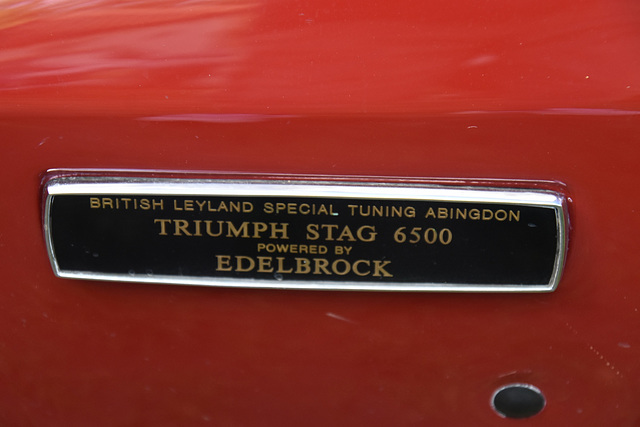 BRITISH LEYLAND SPECIAL TUNING ABINGDON
TRIUMPH STAG 6500
POWERED BY
EDELBROCK